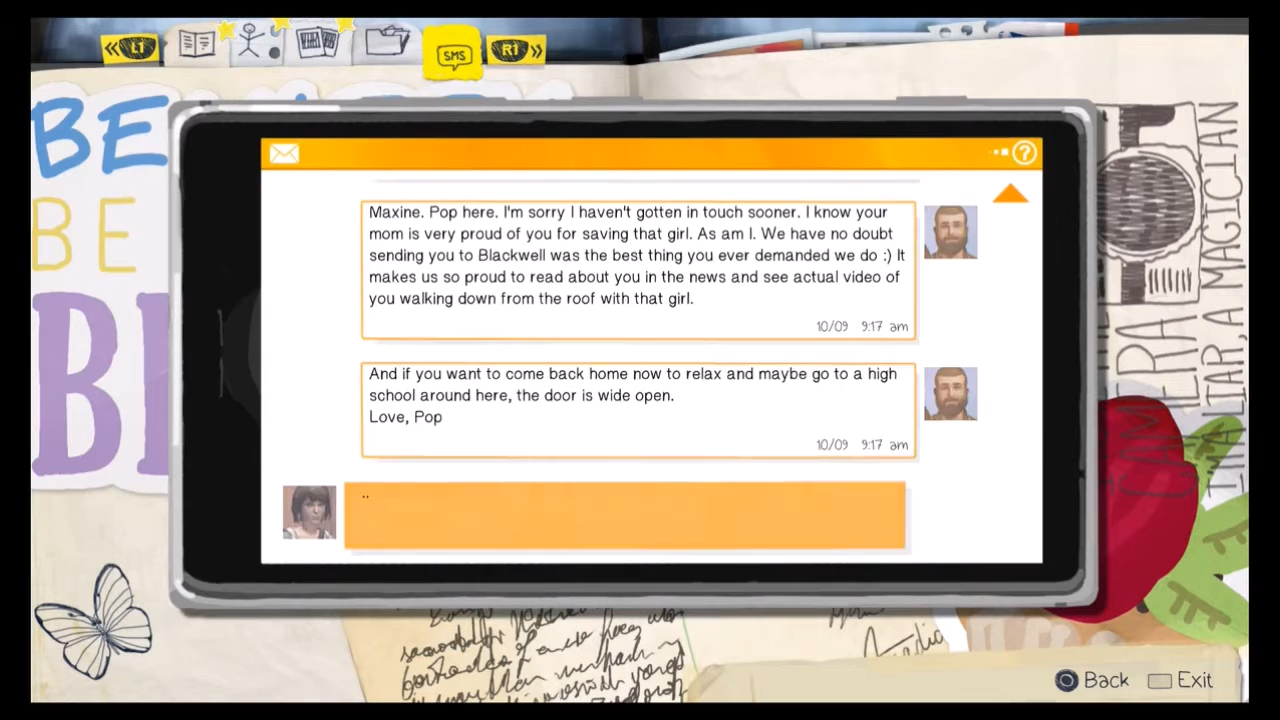 L1
SMS
R1
BE
BE
Maxine. Pop here. I'm sorry I haven't gotten in touch sooner. I know your
mom is very proud of you for saving that girl. As am I. We have no doubt
sending you to Blackwell was the best thing you ever demanded we do :) It
makes us so proud to read about you in the news and see actual video of
you walking down from the roof with that girl.
10/09 9:17 am
And if you want to come back home now to relax and maybe go to a high
school around here, the door is wide open.
Love, Pop
10/09 9:17 am
..
?
CAMERA
LIAR, A MAGICIAN
Back
Exit